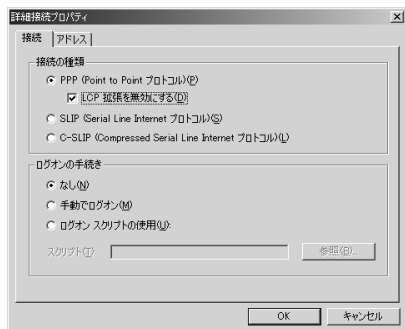 詳細接続プロパティ
接続 アドレス
接続の種類
PPP (Point to Point プロトコル)(P)
LCP 拡張を無効にする(D)
SLIP (Serial Line Internet プロトコル)(S)
C-SLIP (Compressed Serial Line Internet プロトコル)(L)
ログオンの手続き
なし(N)
手動でログオン(M)
ログオン スクリプトの使用(U):
スクリプト(T): 参照(B)...
OK キャンセル